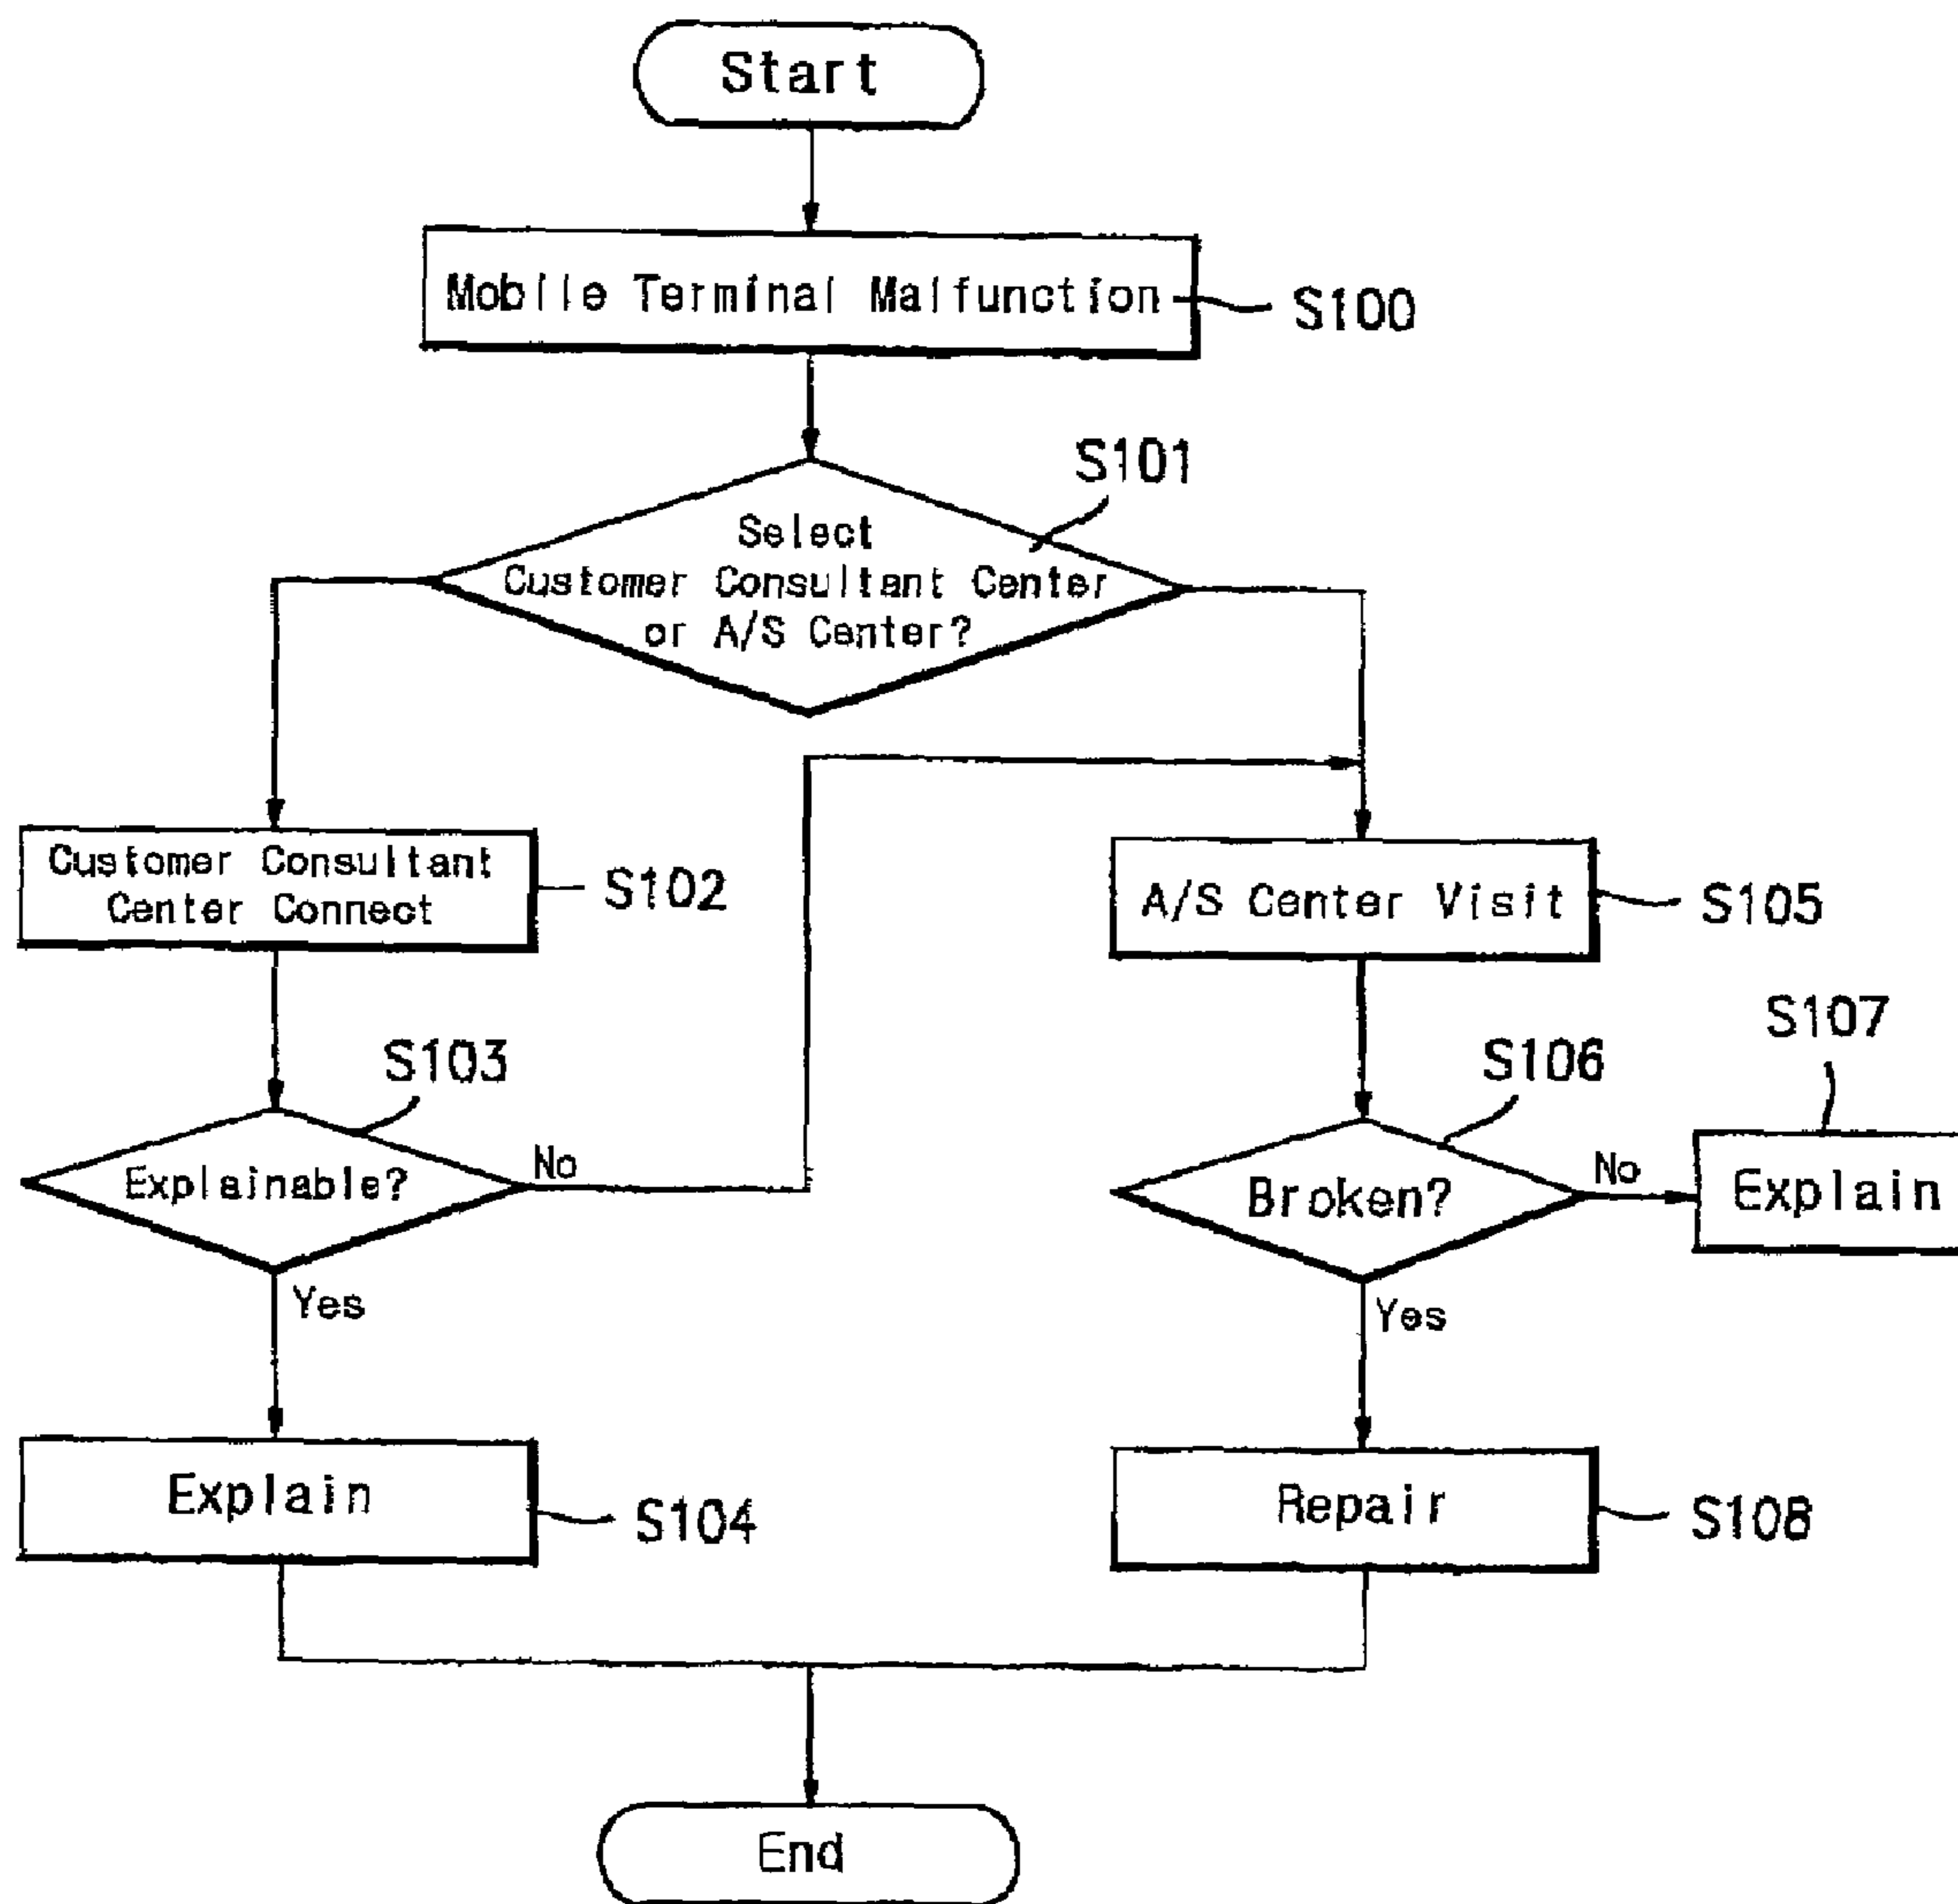 Start
Mobile Terminal Malfunction
S100
S101
Select
Customer Consultant Center
or A/S Center?
Customer Consultant
Center Connect
S102
A/S Center Visit
S105
S103
Explainable?
No
Yes
S106
Broken?
No
Yes
S107
Explain
Explain
S104
Repair
S108
End